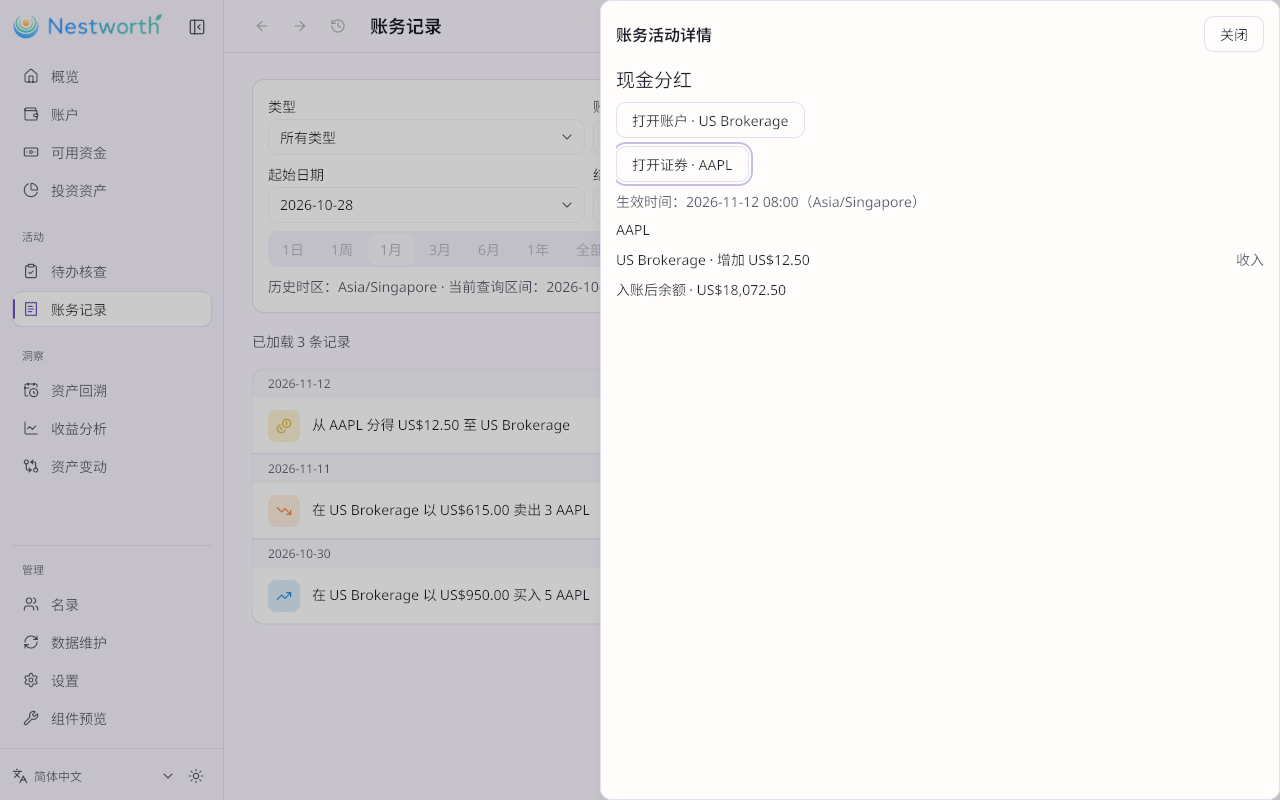 Nestworth
概览
账户
可用资金
投资资产
活动
待办核查
账务记录
洞察
资产回溯
收益分析
资产变动
管理
名录
数据维护
设置
组件预览
简体中文
账务记录
类型
所有类型
起始日期
2026-10-28
1日 1周 1月 3月 6月 1年 全部
历史时区：Asia/Singapore · 当前查询区间：2026-10-
已加载 3 条记录
2026-11-12
从 AAPL 分得 US$12.50 至 US Brokerage
2026-11-11
在 US Brokerage 以 US$615.00 卖出 3 AAPL
2026-10-30
在 US Brokerage 以 US$950.00 买入 5 AAPL
账务活动详情
关闭
现金分红
打开账户 · US Brokerage
打开证券 · AAPL
生效时间：2026-11-12 08:00（Asia/Singapore）
AAPL
US Brokerage · 增加 US$12.50 收入
入账后余额 · US$18,072.50